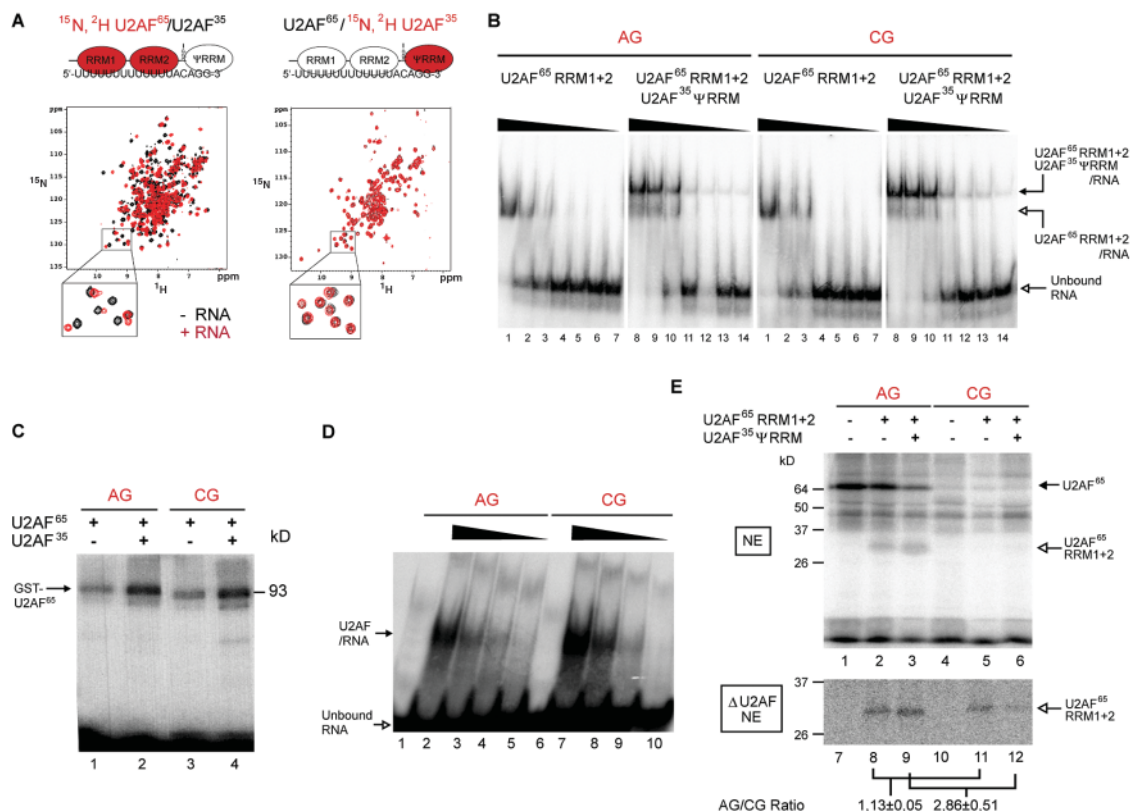 A
15N, 2H U2AF65/U2AF35
RRM1 RRM2 ΨRRM
5'-UUUUUUUUUUUUUACAGG-3'
U2AF65/ 15N, 2H U2AF35
RRM1 RRM2 ΨRRM
5'-UUUUUUUUUUUUUACAGG-3'
ppm
15N
105
110
115
120
125
130
135
10 9 8 7 ppm
1H
ppm
15N
110
115
120
125
130
10 9 8 7 ppm
1H
- RNA
+ RNA
B
AG CG
U2AF65 RRM1+2
U2AF65 RRM1+2
U2AF35 ΨRRM
U2AF65 RRM1+2
U2AF65 RRM1+2
U2AF35 ΨRRM
U2AF65 RRM1+2
U2AF35 ΨRRM
/RNA
U2AF65 RRM1+2
/RNA
Unbound
RNA
1 2 3 4 5 6 7 8 9 10 11 12 13 14 1 2 3 4 5 6 7 8 9 10 11 12 13 14
C
AG CG
U2AF65 + + + +
U2AF35 - + - +
kD
GST-
U2AF65
93
1 2 3 4
D
AG CG
U2AF
/RNA
Unbound
RNA
1 2 3 4 5 6 7 8 9 10
E
AG CG
U2AF65 RRM1+2 - + + - + +
U2AF35 ΨRRM - - + - - +
kD
64
50
37
26
NE
U2AF65
U2AF65
RRM1+2
1 2 3 4 5 6
37
26
ΔU2AF
NE
U2AF65
RRM1+2
7 8 9 10 11 12
AG/CG Ratio 1.13±0.05 2.86±0.51